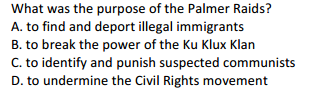 What was the purpose of the Palmer Raids?
A. to find and deport illegal immigrants
B. to break the power of the Ku Klux Klan
C. to identify and punish suspected communists
D. to undermine the Civil Rights movement